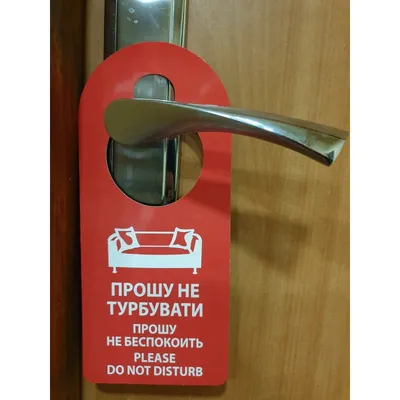 ПРОШУ НЕ
ТУРБУВАТИ
ПРОШУ
НЕ БЕСПОКОИТЬ
PLEASE
DO NOT DISTURB